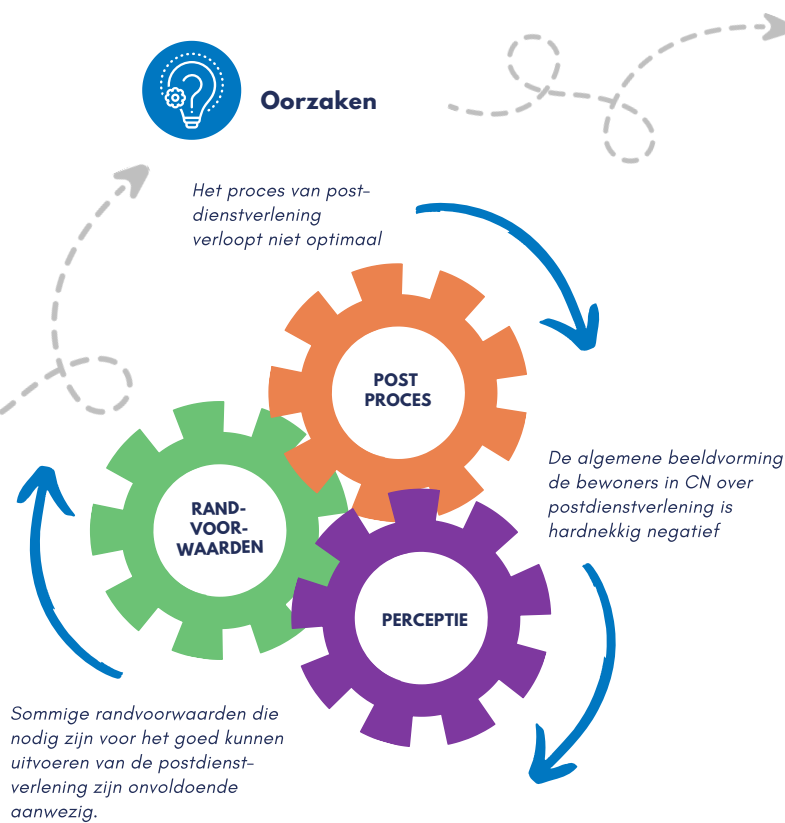 Oorzaken
Het proces van post-
dienstverlening
verloopt niet optimaal
POST
PROCES
De algemene beeldvorming
de bewoners in CN over
postdienstverlening is
hardnekkig negatief
RAND-
VOOR-
WAARDEN
PERCEPTIE
Sommige randvoorwaarden die
nodig zijn voor het goed kunnen
uitvoeren van de postdienst-
verlening zijn onvoldoende
aanwezig.